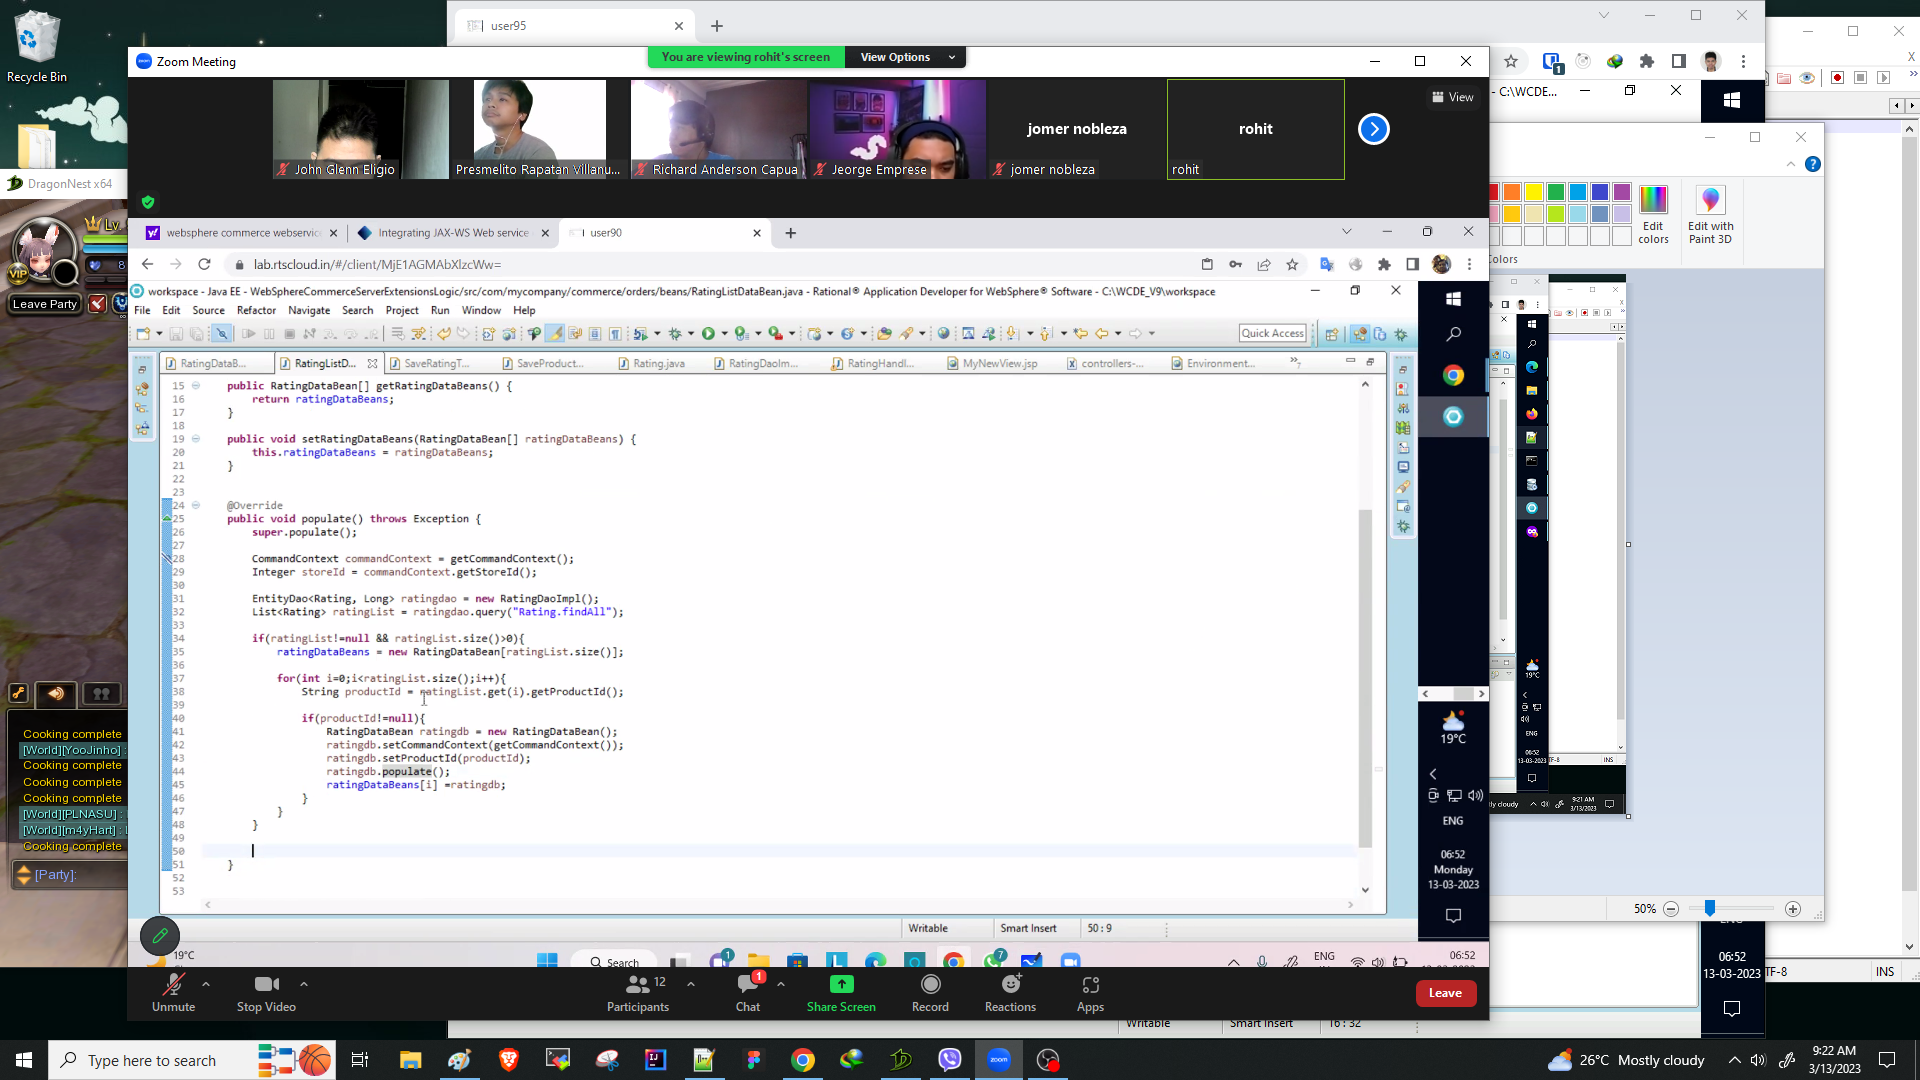 user95
Recycle Bin
Zoom Meeting
You are viewing rohit's screen
View Options
John Glenn Eligio
Presmelito Rapatan Villanu...
Richard Anderson Capua
Jeorge Emprese
jomer nobleza
jomer nobleza
rohit
rohit
View
DragonNest x64
Lv
VIP
Leave Party
websphere commerce webservic
Integrating JAX-WS Web service
user90
lab.rtscloud.in/#/client/MjE1AGMAbXlzcWw=
workspace - Java EE - WebSphereCommerceServerExtensionsLogic/src/com/mycompany/commerce/orders/beans/RatingListDataBean.java - Rational® Application Developer for WebSphere® Software - C:\WCDE_V9\workspace
File Edit Source Refactor Navigate Search Project Run Window Help
Quick Access
RatingDataB...
RatingListD...
SaveRatingT...
SaveProduct...
Rating.java
RatingDaoIm...
RatingHandl...
MyNewView.jsp
controllers-...
Environment...
15 public RatingDataBean[] getRatingDataBeans() {
16 return ratingDataBeans;
17 }
18
19 public void setRatingDataBeans(RatingDataBean[] ratingDataBeans) {
20 this.ratingDataBeans = ratingDataBeans;
21 }
22
23
24 @Override
25 public void populate() throws Exception {
26 super.populate();
27
28 CommandContext commandContext = getCommandContext();
29 Integer storeId = commandContext.getStoreId();
30
31 EntityDao<Rating, Long> ratingdao = new RatingDaoImpl();
32 List<Rating> ratingList = ratingdao.query("Rating.findAll");
33
34 if(ratingList!=null && ratingList.size()>0){
35 ratingDataBeans = new RatingDataBean[ratingList.size()];
36
37 for(int i=0;i<ratingList.size();i++){
38 String productId = ratingList.get(i).getProductId();
39
40 if(productId!=null){
41 RatingDataBean ratingdb = new RatingDataBean();
42 ratingdb.setCommandContext(getCommandContext());
43 ratingdb.setProductId(productId);
44 ratingdb.populate();
45 ratingDataBeans[i] =ratingdb;
46 }
47 }
48 }
49
50
51 }
52
53
Writable
Smart Insert
50 : 9
19°C
ENG
06:52
Monday
13-03-2023
19°C
Search
ENG
06:52
Unmute
Stop Video
Participants
12
Chat
1
Share Screen
Record
Reactions
Apps
Leave
Cooking complete
[World][YooJinho] :
Cooking complete
Cooking complete
Cooking complete
[World][PLNASU] :
[World][m4yHart] :
Cooking complete
[Party]:
- C:\WCDE...
Edit colors
Edit with Paint 3D
Colors
50%
06:52
13-03-2023
TF-8
INS
Writable
Smart Insert
16 : 32
Type here to search
26°C Mostly cloudy
9:22 AM
3/13/2023